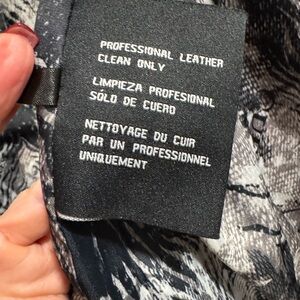 PROFESSIONAL LEATHER
CLEAN ONLY
LIMPIEZA PROFESIONAL
SÓLO DE CUERO
NETTOYAGE DU CUIR
PAR UN PROFESSIONNEL
UNIQUEMENT